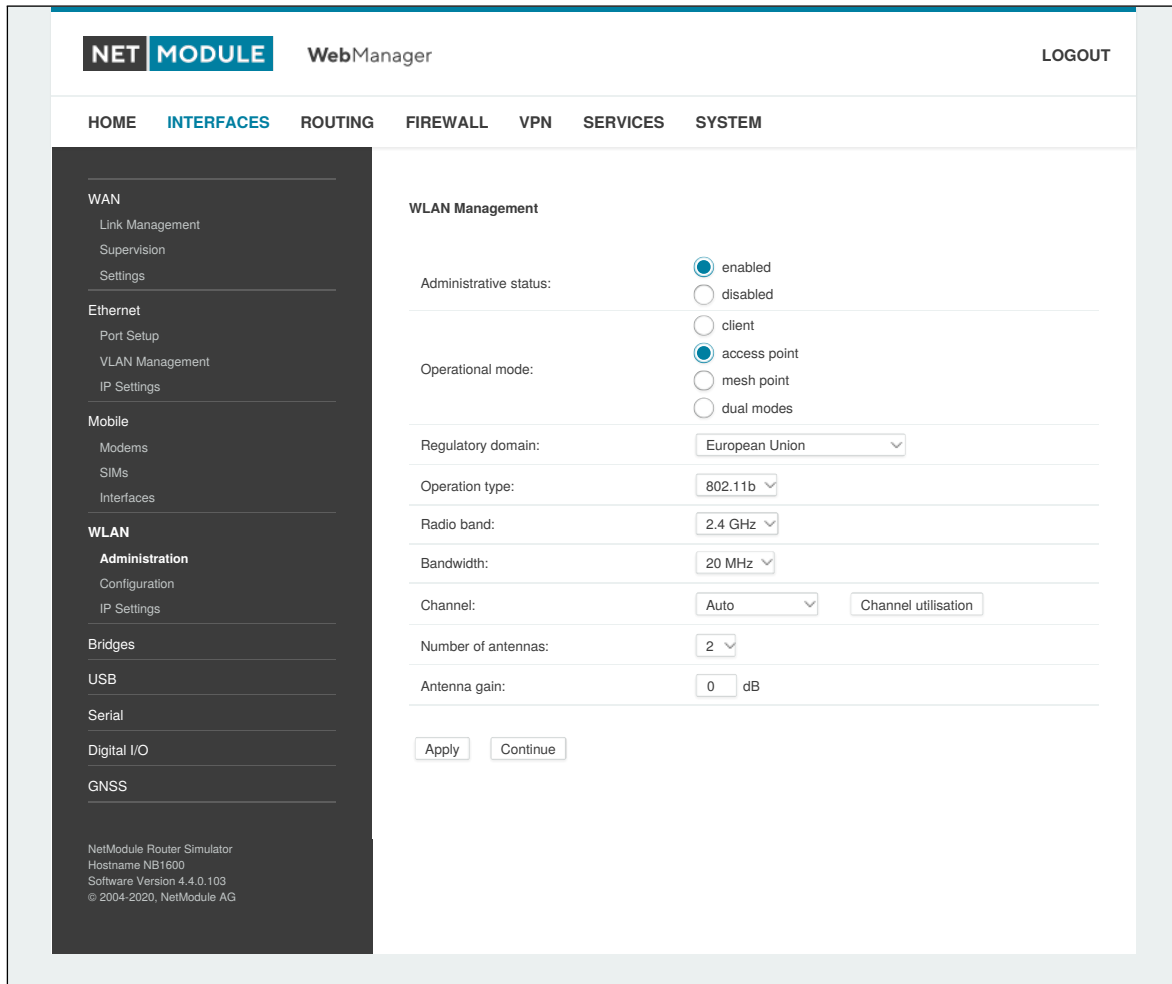 NET MODULE WebManager LOGOUT
HOME INTERFACES ROUTING FIREWALL VPN SERVICES SYSTEM
WAN
Link Management
Supervision
Settings
Ethernet
Port Setup
VLAN Management
IP Settings
Mobile
Modems
SIMs
Interfaces
WLAN
Administration
Configuration
IP Settings
Bridges
USB
Serial
Digital I/O
GNSS
NetModule Router Simulator
Hostname NB1600
Software Version 4.4.0.103
© 2004-2020, NetModule AG
WLAN Management
Administrative status:
enabled
disabled
Operational mode:
client
access point
mesh point
dual modes
Regulatory domain: European Union
Operation type: 802.11b
Radio band: 2.4 GHz
Bandwidth: 20 MHz
Channel: Auto Channel utilisation
Number of antennas: 2
Antenna gain: 0 dB
Apply Continue